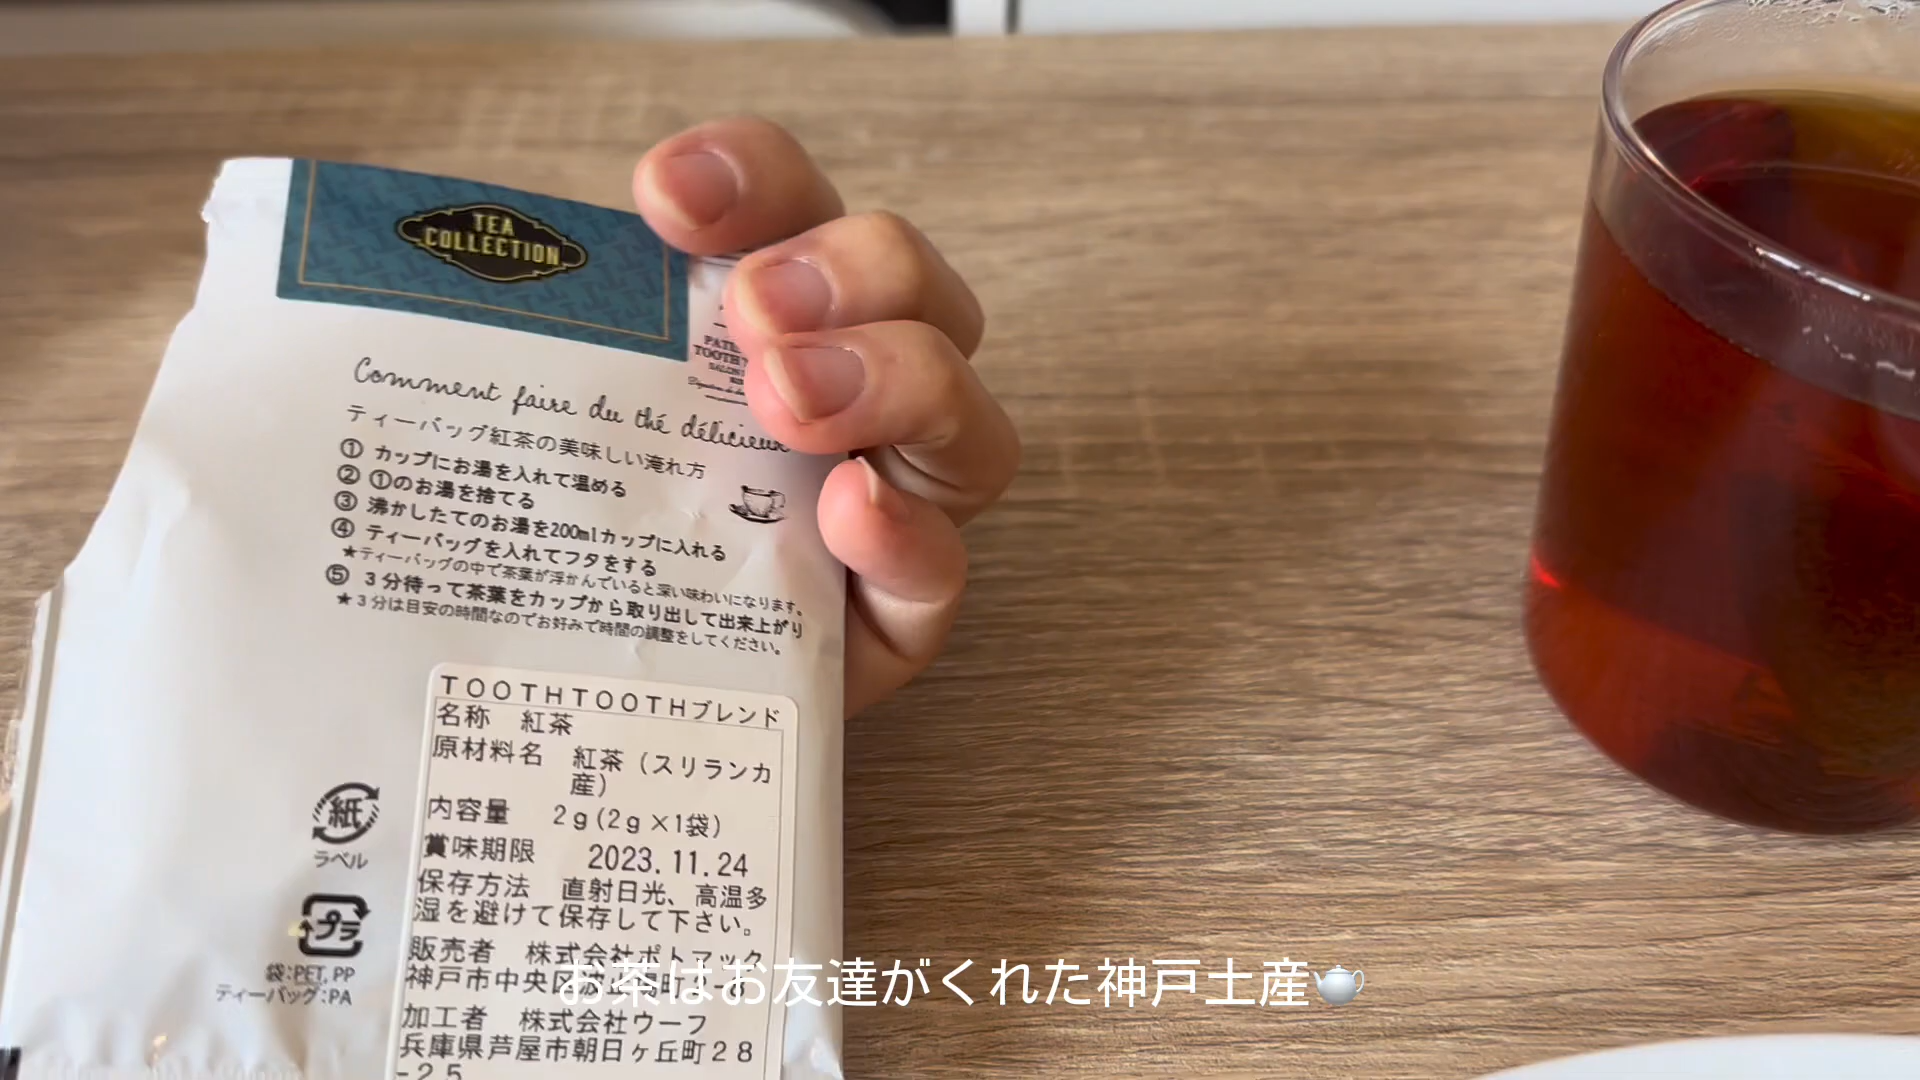 TEA
COLLECTION
Comment faire du thé délicieux
ティーバッグ紅茶の美味しい淹れ方
① カップにお湯を入れて温める
② ①のお湯を捨てる
③ 沸かしたてのお湯を200mlカップに入れる
④ ティーバッグを入れてフタをする
★ティーバッグの中で茶葉が浮かんでいると深い味わいになります。
⑤ 3分待って茶葉をカップから取り出して出来上がり
★3分は目安の時間なのでお好みで時間の調整をしてください。
TOOTHTOOTHブレンド
名称 紅茶
原材料名 紅茶（スリランカ
産）
内容量 2g(2g×1袋)
賞味期限 2023.11.24
保存方法 直射日光、高温多
湿を避けて保存して下さい。
販売者 株式会社ポトマック
神戸市中央区
加工者 株式会社ウーフ
兵庫県芦屋市朝日ヶ丘町28
-25
紙
ラベル
プラ
袋:PET, PP
ティーバッグ:PA
お茶はお友達がくれた神戸土産🫖